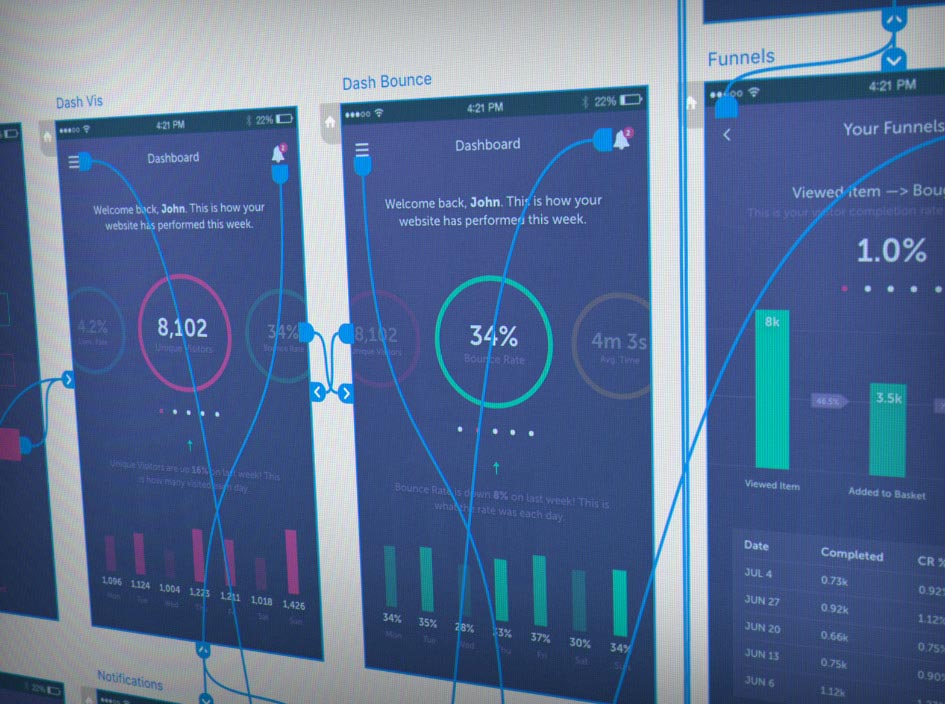 Dash Vis
4:21 PM
22%
Dashboard
2
Welcome back, John. This is how your
website has performed this week.
4.2%
Conv. Rate
8,102
Unique Visitors
34%
Bounce Rate
Unique Visitors are up 16% on last week! This
is how many visited each day.
1,096
1,124
1,004
1,223
1,211
1,018
1,426
Mon
Tue
Wed
Thu
Fri
Sat
Sun
Dash Bounce
4:21 PM
22%
Dashboard
2
Welcome back, John. This is how your
website has performed this week.
8,102
Unique Visitors
34%
Bounce Rate
4m 3s
Avg. Time
Bounce Rate is down 8% on last week! This is
what the rate was each day.
34%
35%
28%
33%
37%
30%
34%
Mon
Tue
Wed
Thu
Fri
Sat
Sun
Funnels
4:21 PM
Your Funnels
Viewed Item —> Bou
This is your visitor completion rate
1.0%
8k
46.5%
3.5k
Viewed Item
Added to Basket
Date Completed CR %
JUL 4 0.73k 0.92
JUN 27 0.92k 1.12%
JUN 20 0.66k 0.75
JUN 13 0.75k 0.90
JUN 6 1.12k
Notifications
22%